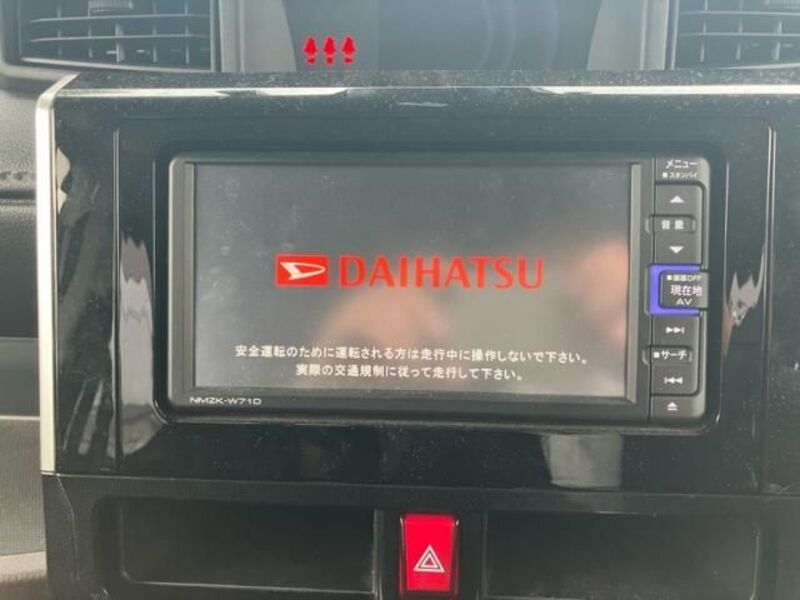 DAIHATSU
安全運転のために運転される方は走行中に操作しないで下さい。
実際の交通規制に従って走行して下さい。
NMZK-W71D
メニュー
■スタンバイ
音量
■画面OFF
現在地
AV
■サーチ